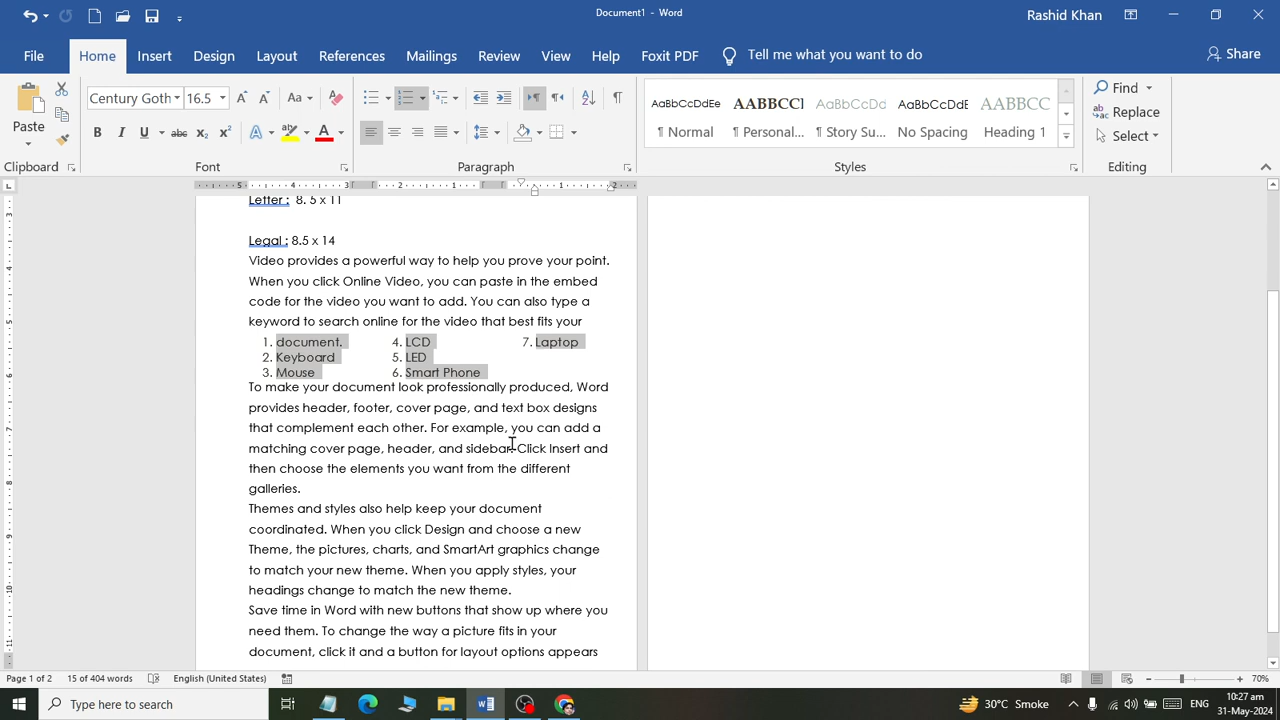 Document1 - Word
Rashid Khan
File Home Insert Design Layout References Mailings Review View Help Foxit PDF Tell me what you want to do Share
Paste
Century Goth 16.5 Aa
B I U abc X2 X2 A A
AaBbCcDdEe AABBCCI AaBbCcDd AaBbCcDdE AABBCC
¶ Normal ¶ Personal... ¶ Story Su... No Spacing Heading 1
Find
Replace
Select
Clipboard Font Paragraph Styles Editing
Letter : 8. 5 x 11
Legal : 8.5 x 14
Video provides a powerful way to help you prove your point.
When you click Online Video, you can paste in the embed
code for the video you want to add. You can also type a
keyword to search online for the video that best fits your
1. document. 4. LCD 7. Laptop
2. Keyboard 5. LED
3. Mouse 6. Smart Phone
To make your document look professionally produced, Word
provides header, footer, cover page, and text box designs
that complement each other. For example, you can add a
matching cover page, header, and sidebar. Click Insert and
then choose the elements you want from the different
galleries.
Themes and styles also help keep your document
coordinated. When you click Design and choose a new
Theme, the pictures, charts, and SmartArt graphics change
to match your new theme. When you apply styles, your
headings change to match the new theme.
Save time in Word with new buttons that show up where you
need them. To change the way a picture fits in your
document, click it and a button for layout options appears
Page 1 of 2 15 of 404 words English (United States) 70%
Type here to search
30°C Smoke ENG 10:27 am
31-May-2024